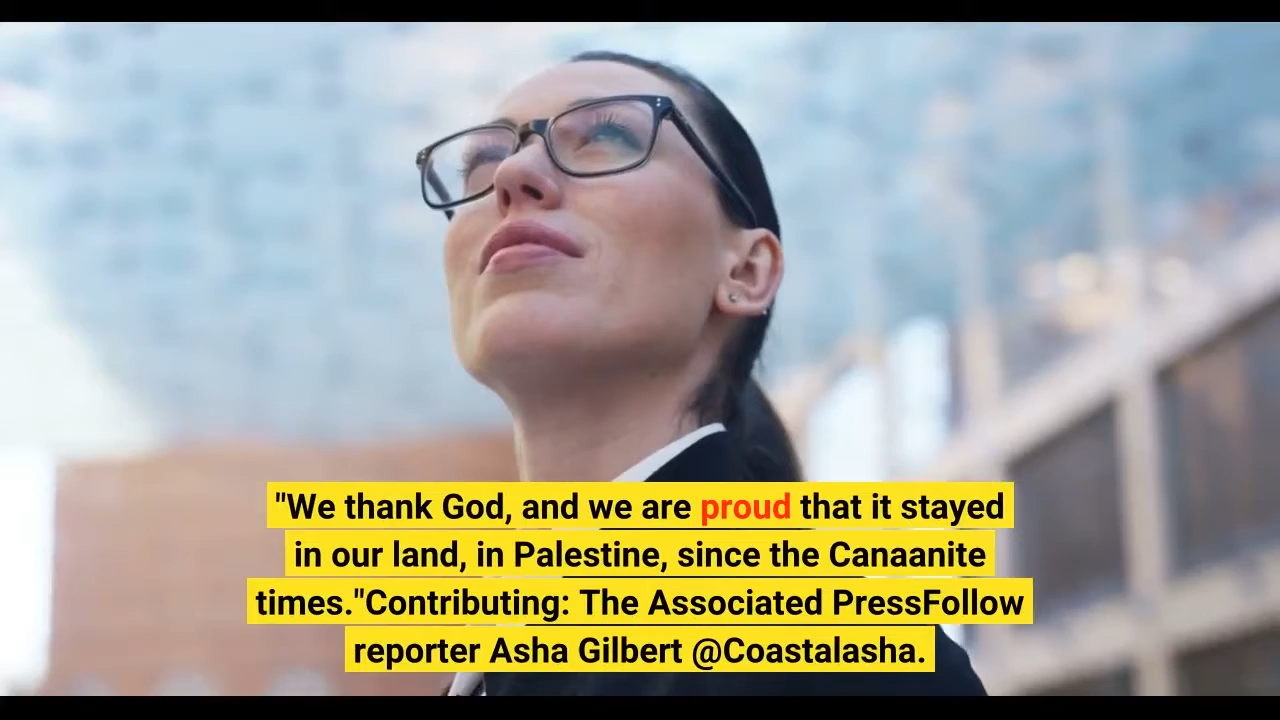 "We thank God, and we are proud that it stayed
in our land, in Palestine, since the Canaanite
times."Contributing: The Associated PressFollow
reporter Asha Gilbert @Coastalasha.